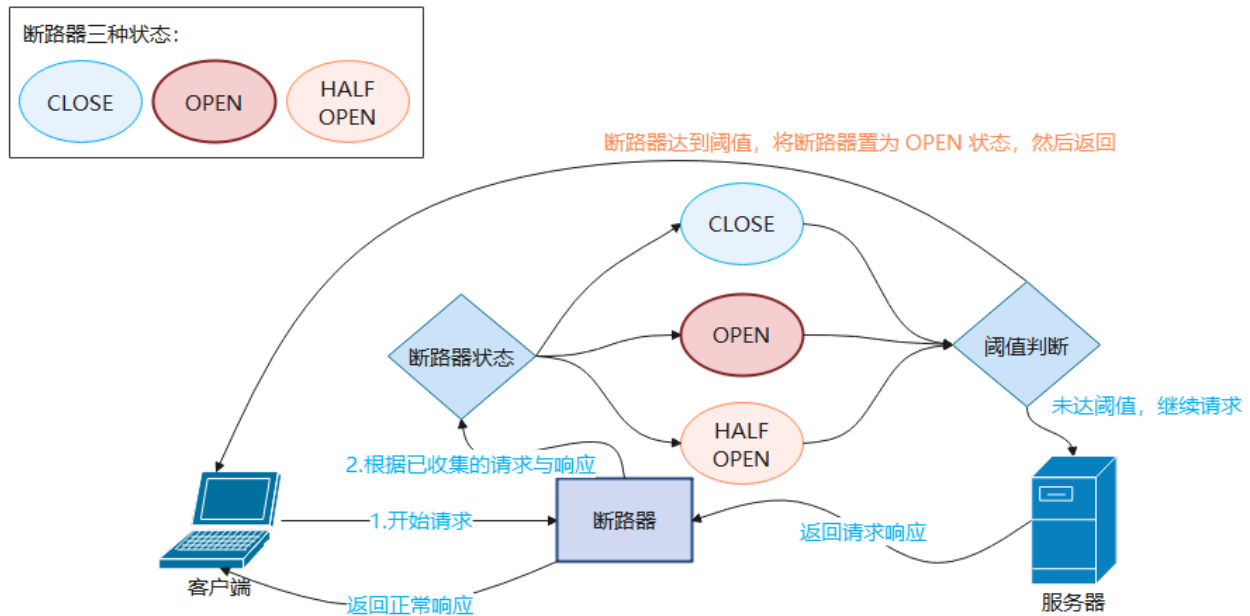 断路器三种状态：
CLOSE
OPEN
HALF
OPEN
断路器达到阈值，将断路器置为 OPEN 状态，然后返回
CLOSE
断路器状态
OPEN
阈值判断
HALF
OPEN
未达阈值，继续请求
2.根据已收集的请求与响应
1.开始请求
断路器
返回请求响应
客户端
返回正常响应
服务器